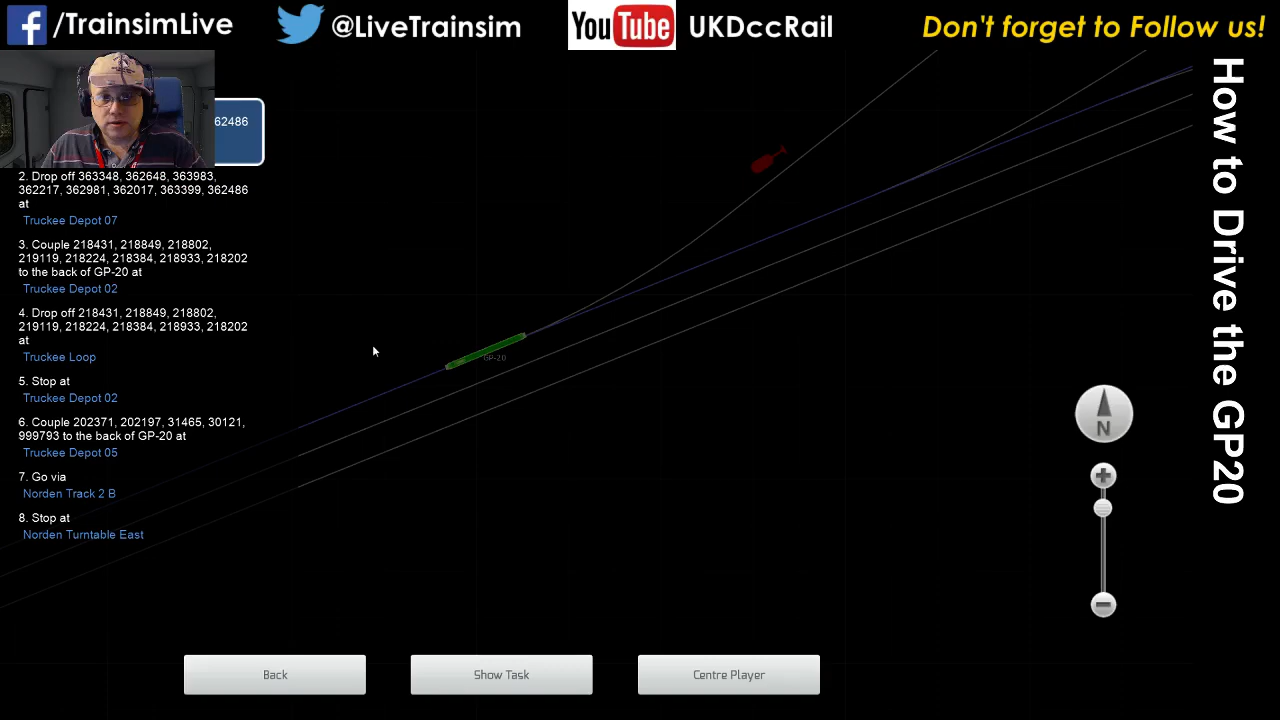 /TrainsimLive
@LiveTrainsim
You Tube
UKDccRail
Don't forget to Follow us!
How to Drive the GP20
62486
2. Drop off 363348, 362648, 363983,
362217, 362981, 362017, 363399, 362486
at
Truckee Depot 07
3. Couple 218431, 218849, 218802,
219119, 218224, 218384, 218933, 218202
to the back of GP-20 at
Truckee Depot 02
4. Drop off 218431, 218849, 218802,
219119, 218224, 218384, 218933, 218202
at
Truckee Loop
5. Stop at
Truckee Depot 02
6. Couple 202371, 202197, 31465, 30121,
999793 to the back of GP-20 at
Truckee Depot 05
7. Go via
Norden Track 2 B
8. Stop at
Norden Turntable East
GP-20
N
Back
Show Task
Centre Player